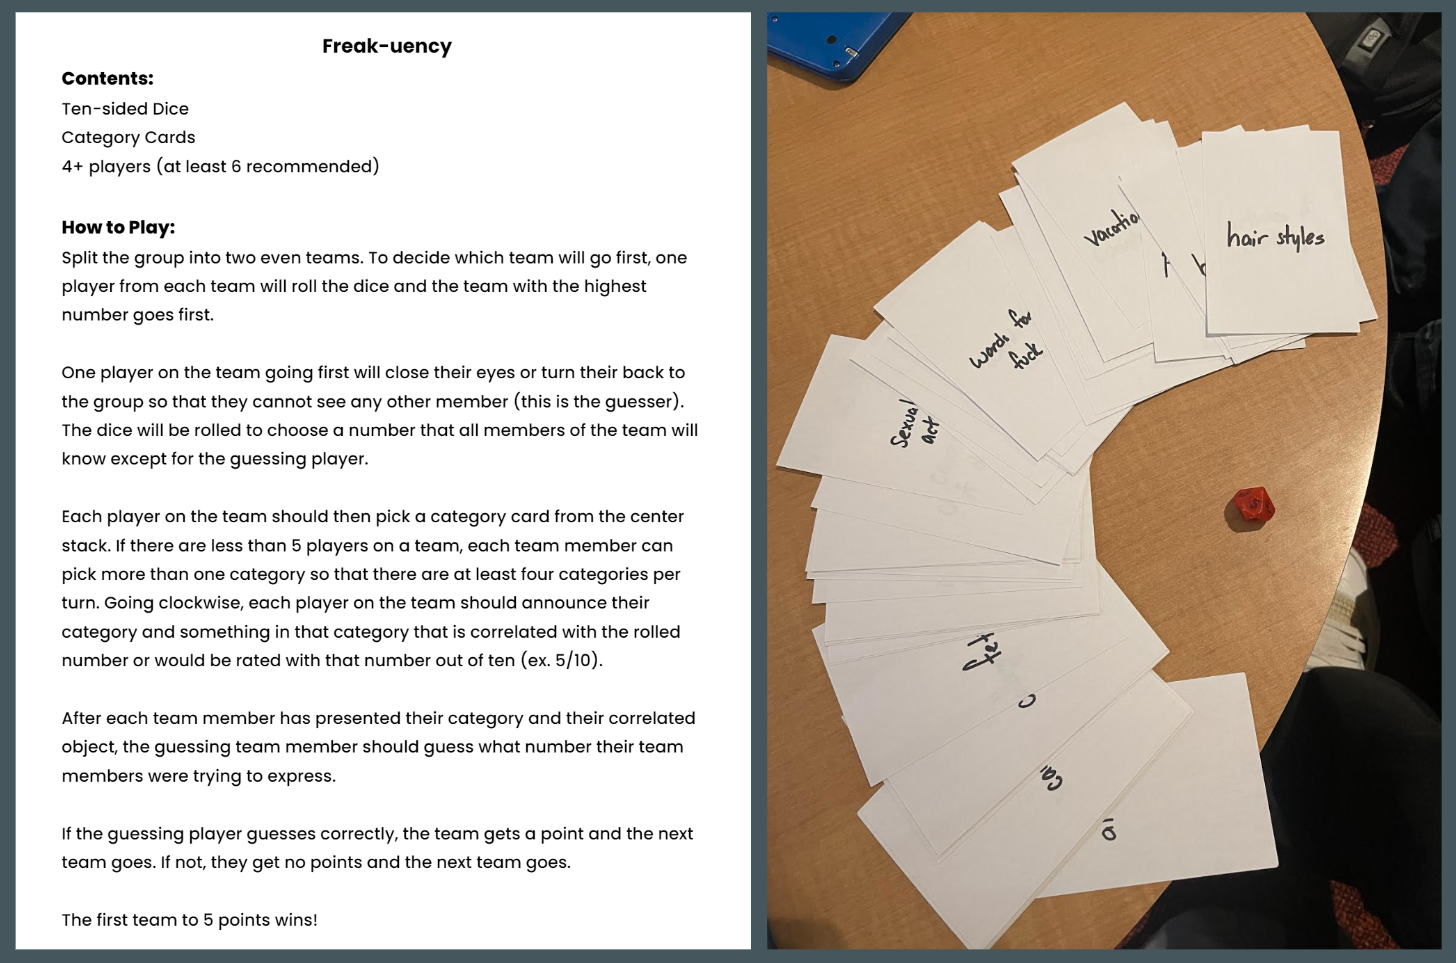 Freak-uency
Contents:
Ten-sided Dice
Category Cards
4+ players (at least 6 recommended)
How to Play:
Split the group into two even teams. To decide which team will go first, one
player from each team will roll the dice and the team with the highest
number goes first.
One player on the team going first will close their eyes or turn their back to
the group so that they cannot see any other member (this is the guesser).
The dice will be rolled to choose a number that all members of the team will
know except for the guessing player.
Each player on the team should then pick a category card from the center
stack. If there are less than 5 players on a team, each team member can
pick more than one category so that there are at least four categories per
turn. Going clockwise, each player on the team should announce their
category and something in that category that is correlated with the rolled
number or would be rated with that number out of ten (ex. 5/10).
After each team member has presented their category and their correlated
object, the guessing team member should guess what number their team
members were trying to express.
If the guessing player guesses correctly, the team gets a point and the next
team goes. If not, they get no points and the next team goes.
The first team to 5 points wins!
hair styles
vacatio
words for
fuck
Sexual
act